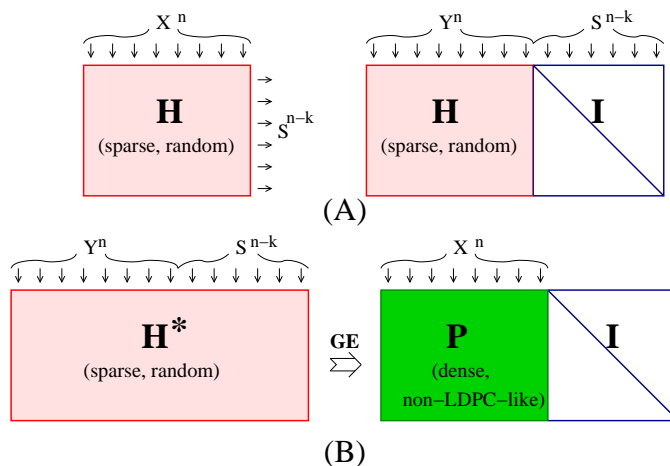 X n
Y n S n−k
H
(sparse, random)
S n−k
H
(sparse, random)
I
(A)
Y n S n−k
X n
H*
(sparse, random)
GE
P
(dense,
non−LDPC−like)
I
(B)